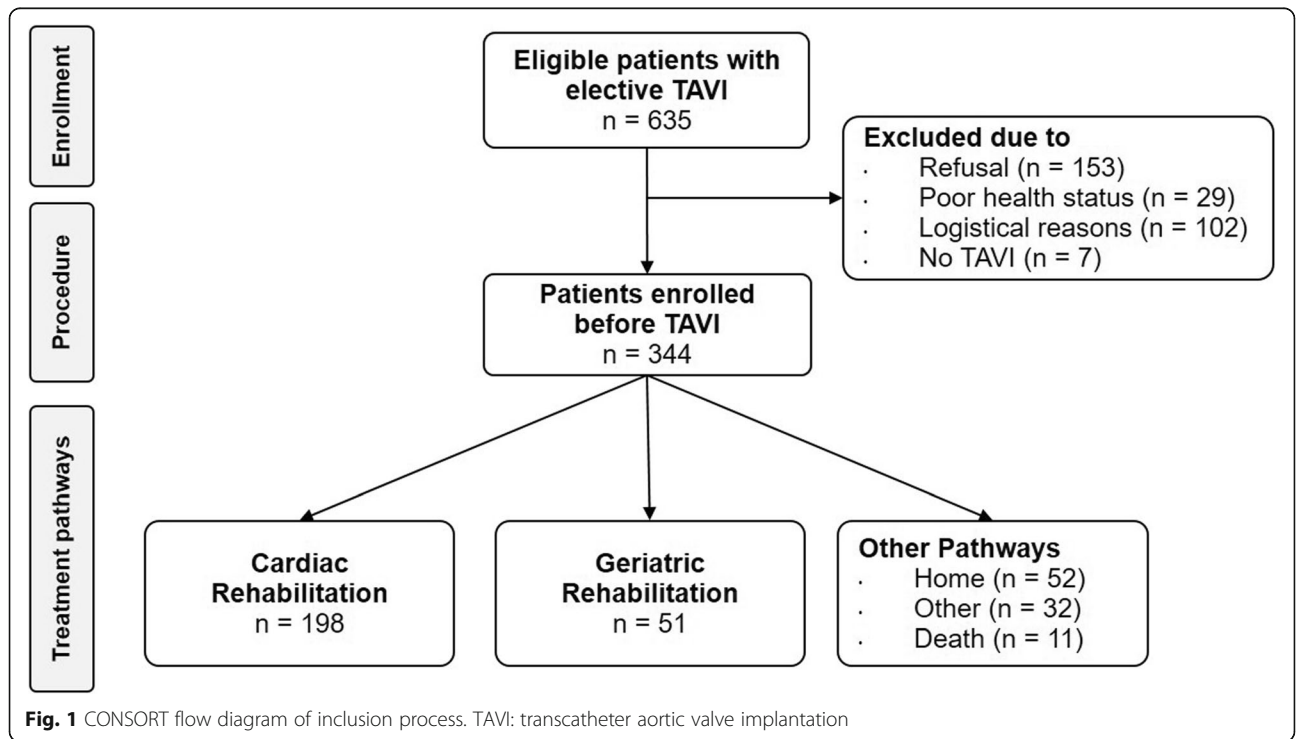 Enrollment
Eligible patients with
elective TAVI
n = 635
Excluded due to
· Refusal (n = 153)
· Poor health status (n = 29)
· Logistical reasons (n = 102)
· No TAVI (n = 7)
Procedure
Patients enrolled
before TAVI
n = 344
Treatment pathways
Cardiac
Rehabilitation
n = 198
Geriatric
Rehabilitation
n = 51
Other Pathways
· Home (n = 52)
· Other (n = 32)
· Death (n = 11)
Fig. 1 CONSORT flow diagram of inclusion process. TAVI: transcatheter aortic valve implantation